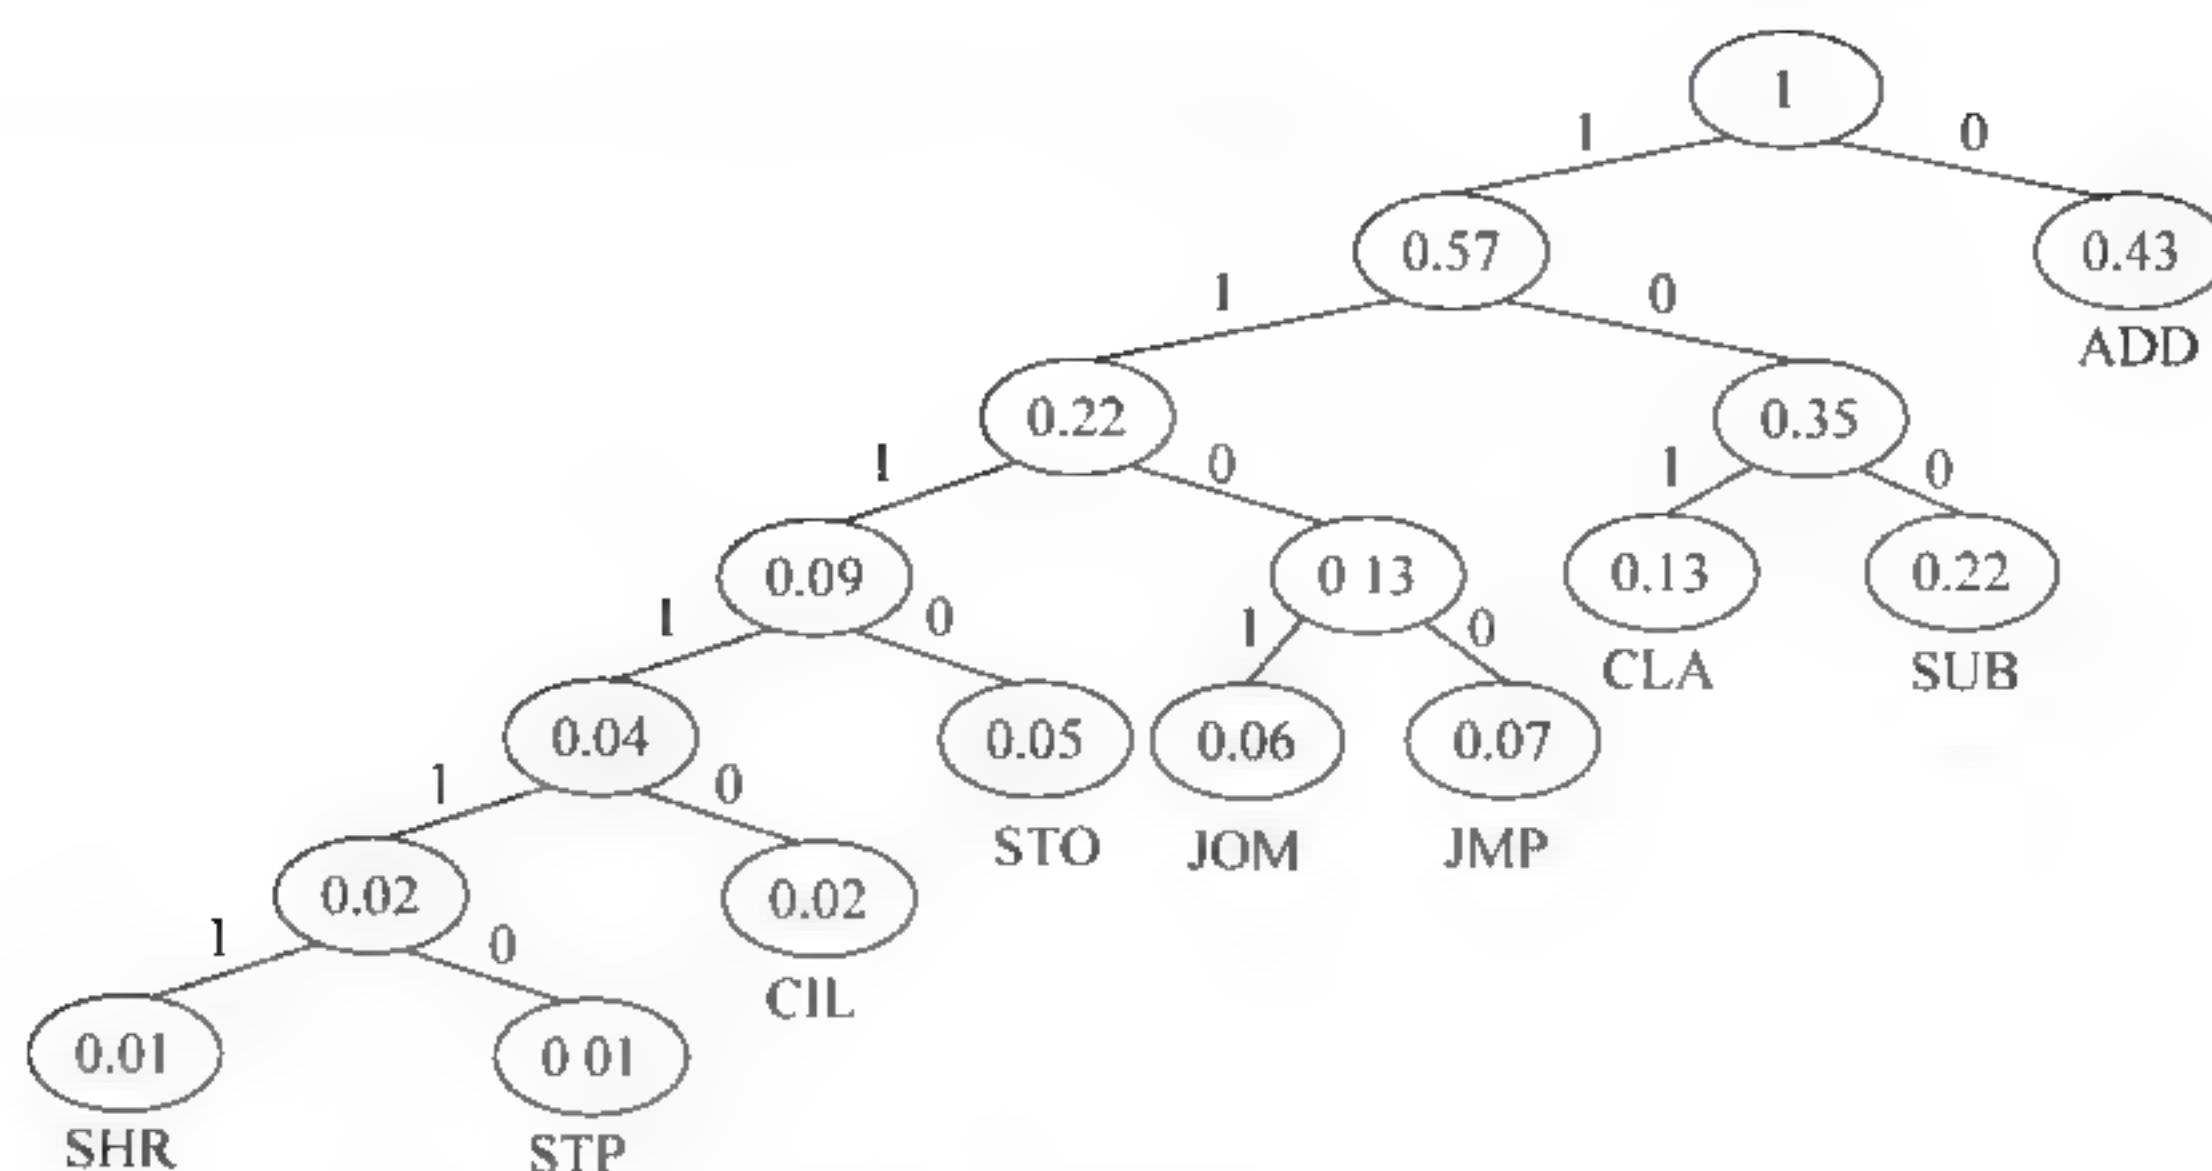 1
1 0
0.57 0.43
1 0 ADD
0.22 0.35
1 0 1 0
0.09 0 13 0.13 0.22
1 0 1 0 CLA SUB
0.04 0.05 0.06 0.07
1 0 STO JOM JMP
0.02 0.02
1 0 CIL
0.01 0 01
SHR STP